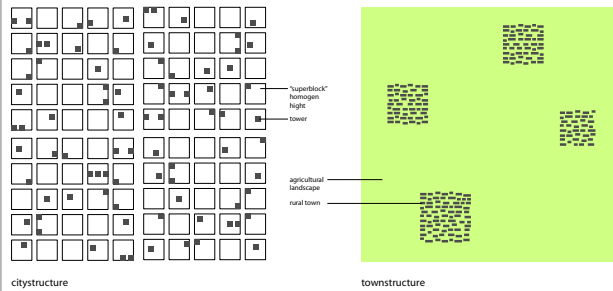 "superblock"
homogen
hight
tower
agricultural
landscape
rural town
citystructure
townstructure